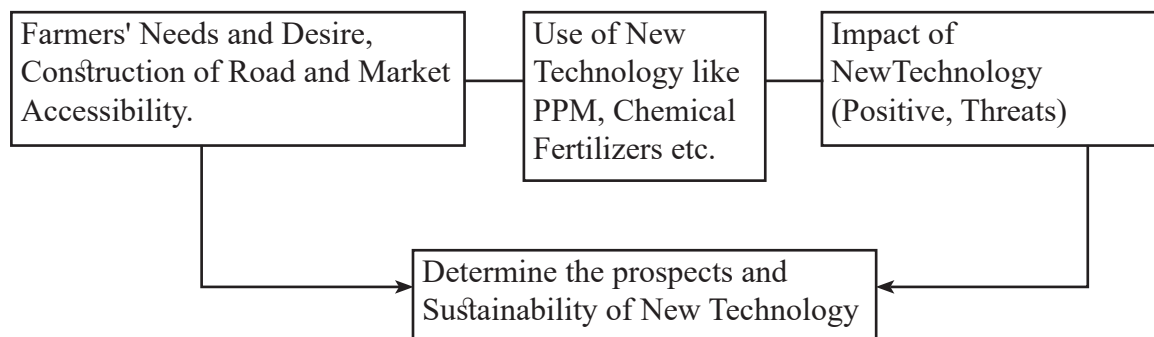 Farmers' Needs and Desire,
Construction of Road and Market
Accessibility.
Use of New
Technology like
PPM, Chemical
Fertilizers etc.
Impact of
NewTechnology
(Positive, Threats)
Determine the prospects and
Sustainability of New Technology